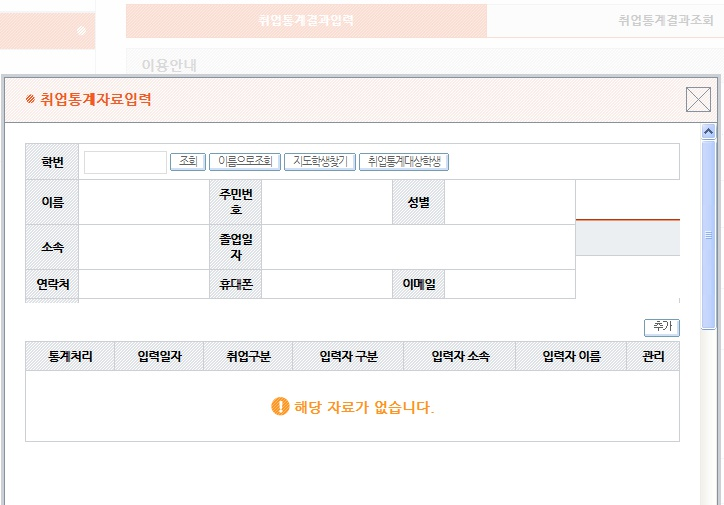 취업통계결과입력 취업통계결과조회
이용안내
취업통계자료입력
학번 조회 이름으로조회 지도학생찾기 취업통계대상학생
이름 주민번호 성별
소속 졸업일자
연락처 휴대폰 이메일
추가
통계처리 입력일자 취업구분 입력자 구분 입력자 소속 입력자 이름 관리
해당 자료가 없습니다.